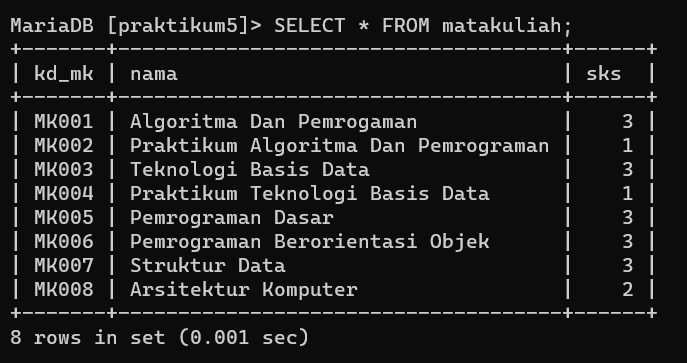 MariaDB [praktikum5]> SELECT * FROM matakuliah;
+-------+-------------------------------------+------+
| kd_mk | nama                                | sks  |
+-------+-------------------------------------+------+
| MK001 | Algoritma Dan Pemrogaman            |    3 |
| MK002 | Praktikum Algoritma Dan Pemrograman |    1 |
| MK003 | Teknologi Basis Data                |    3 |
| MK004 | Praktikum Teknologi Basis Data      |    1 |
| MK005 | Pemrograman Dasar                   |    3 |
| MK006 | Pemrograman Berorientasi Objek      |    3 |
| MK007 | Struktur Data                       |    3 |
| MK008 | Arsitektur Komputer                 |    2 |
+-------+-------------------------------------+------+
8 rows in set (0.001 sec)